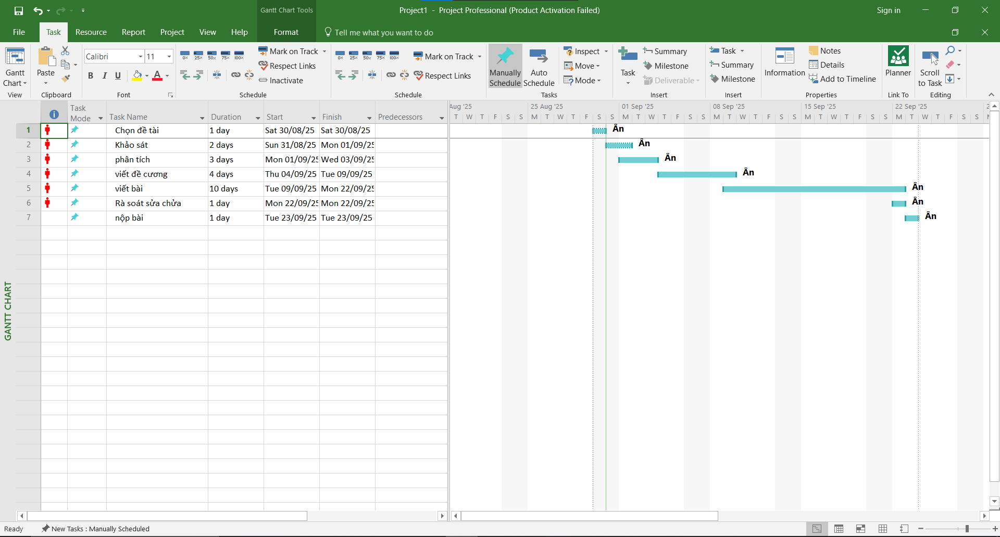 Gantt Chart Tools
Project1 - Project Professional (Product Activation Failed)
Sign in
File Task Resource Report Project View Help Format Tell me what you want to do
Gantt Chart
View
Paste
Clipboard
Calibri 11
B I U A
Font
0% 25% 50% 75% 100%
Mark on Track
Respect Links
Inactivate
Schedule
0% 25% 50% 75% 100%
Mark on Track
Respect Links
Schedule
Manually Schedule
Auto Schedule
Inspect
Move
Mode
Tasks
Task
Summary
Milestone
Deliverable
Insert
Task
Summary
Milestone
Insert
Information
Notes
Details
Add to Timeline
Properties
Planner
Link To
Scroll to Task
Editing
Task Mode Task Name Duration Start Finish Predecessors
1 Chọn đề tài 1 day Sat 30/08/25 Sat 30/08/25
2 Khảo sát 2 days Sun 31/08/25 Mon 01/09/25
3 phân tích 3 days Mon 01/09/25 Wed 03/09/25
4 viết đề cương 4 days Thu 04/09/25 Tue 09/09/25
5 viết bài 10 days Tue 09/09/25 Mon 22/09/25
6 Rà soát sửa chửa 1 day Mon 22/09/25 Mon 22/09/25
7 nộp bài 1 day Tue 23/09/25 Tue 23/09/25
Aug '25 25 Aug '25 01 Sep '25 08 Sep '25 15 Sep '25 22 Sep '25 2
T W T F S S M T W T F S S M T W T F S S M T W T F S S M T W T F S S M T W T F S S M
Ân
Ân
Ân
Ân
Ân
Ân
Ân
GANTT CHART
Ready New Tasks : Manually Scheduled